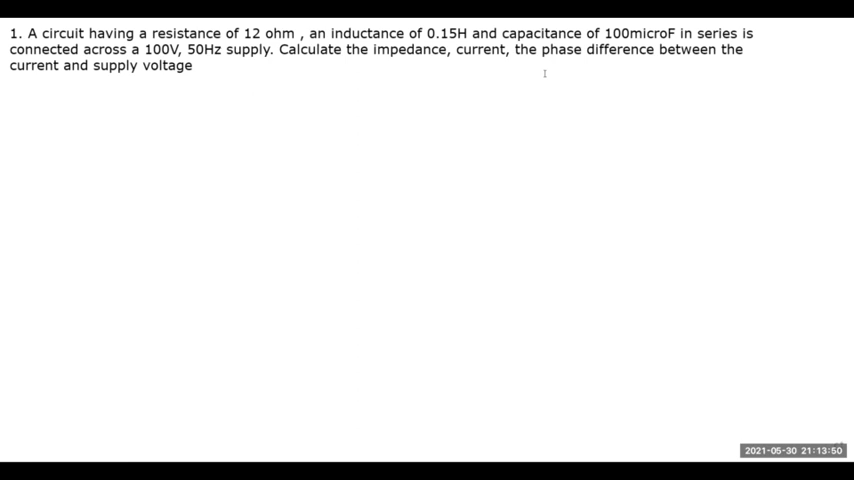 1. A circuit having a resistance of 12 ohm , an inductance of 0.15H and capacitance of 100microF in series is
connected across a 100V, 50Hz supply. Calculate the impedance, current, the phase difference between the
current and supply voltage
2021-05-30 21:13:50